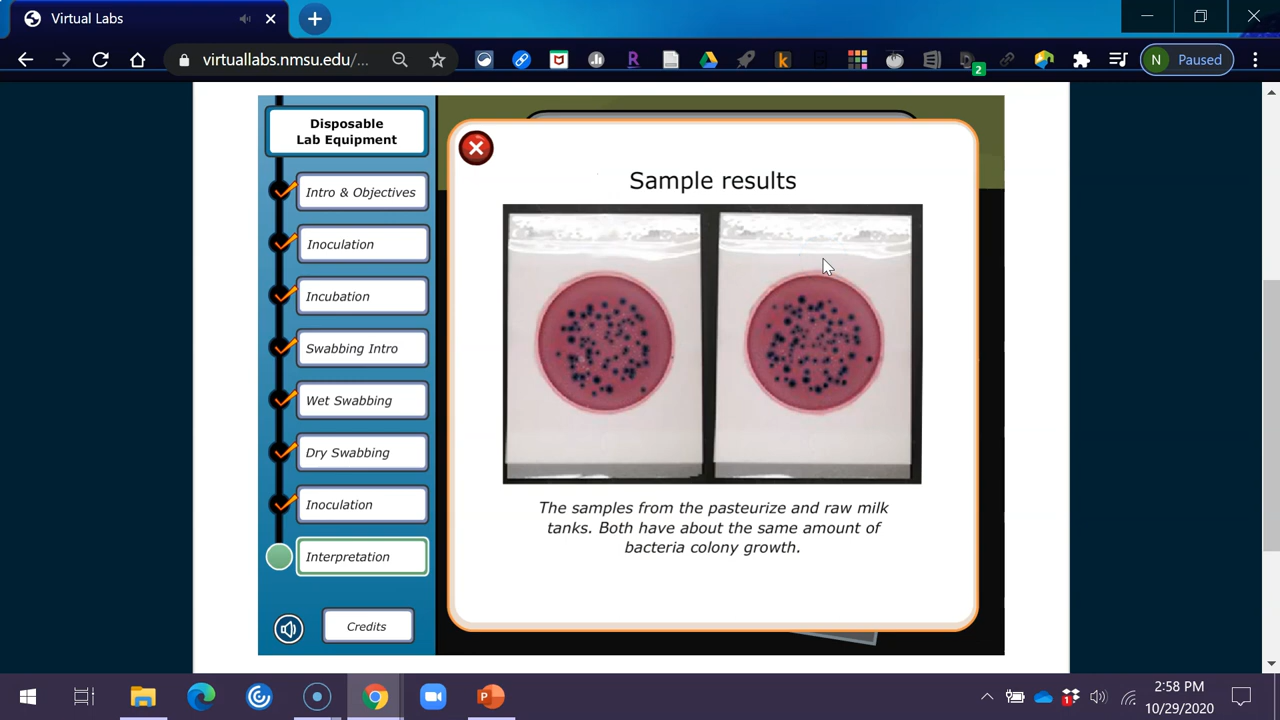 Virtual Labs
virtuallabs.nmsu.edu/...
2
N Paused
Disposable
Lab Equipment
Intro & Objectives
Inoculation
Incubation
Swabbing Intro
Wet Swabbing
Dry Swabbing
Inoculation
Interpretation
Credits
Sample results
The samples from the pasteurize and raw milk
tanks. Both have about the same amount of
bacteria colony growth.
2:58 PM
10/29/2020